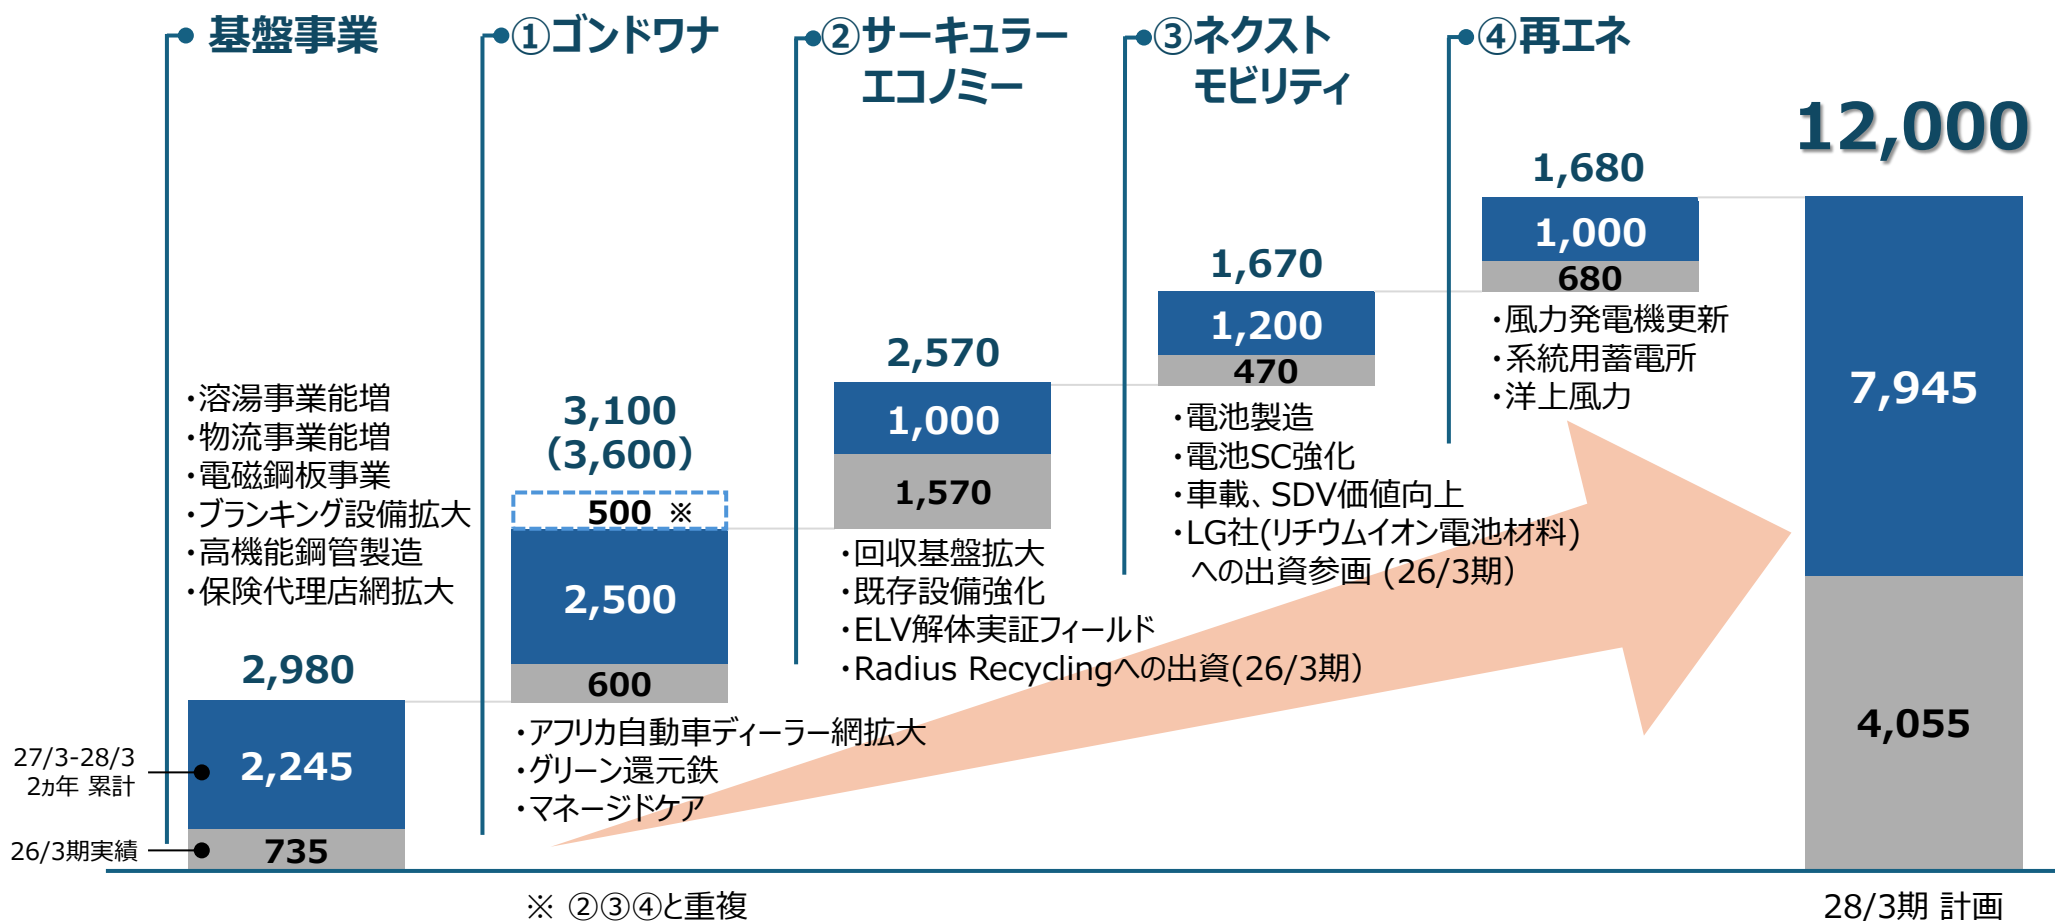 基盤事業
2,980
2,245
735
27/3-28/3
2ヵ年 累計
26/3期実績
・溶湯事業能増
・物流事業能増
・電磁鋼板事業
・ブランキング設備拡大
・高機能鋼管製造
・保険代理店網拡大
①ゴンドワナ
3,100
（3,600）
500 ※
2,500
600
・アフリカ自動車ディーラー網拡大
・グリーン還元鉄
・マネージドケア
②サーキュラー
エコノミー
2,570
1,000
1,570
・回収基盤拡大
・既存設備強化
・ELV解体実証フィールド
・Radius Recyclingへの出資(26/3期）
③ネクスト
モビリティ
1,670
1,200
470
・電池製造
・電池SC強化
・車載、SDV価値向上
・LG社(リチウムイオン電池材料)
への出資参画 (26/3期）
④再エネ
1,680
1,000
680
・風力発電機更新
・系統用蓄電所
・洋上風力
12,000
7,945
4,055
28/3期 計画
※ ②③④と重複